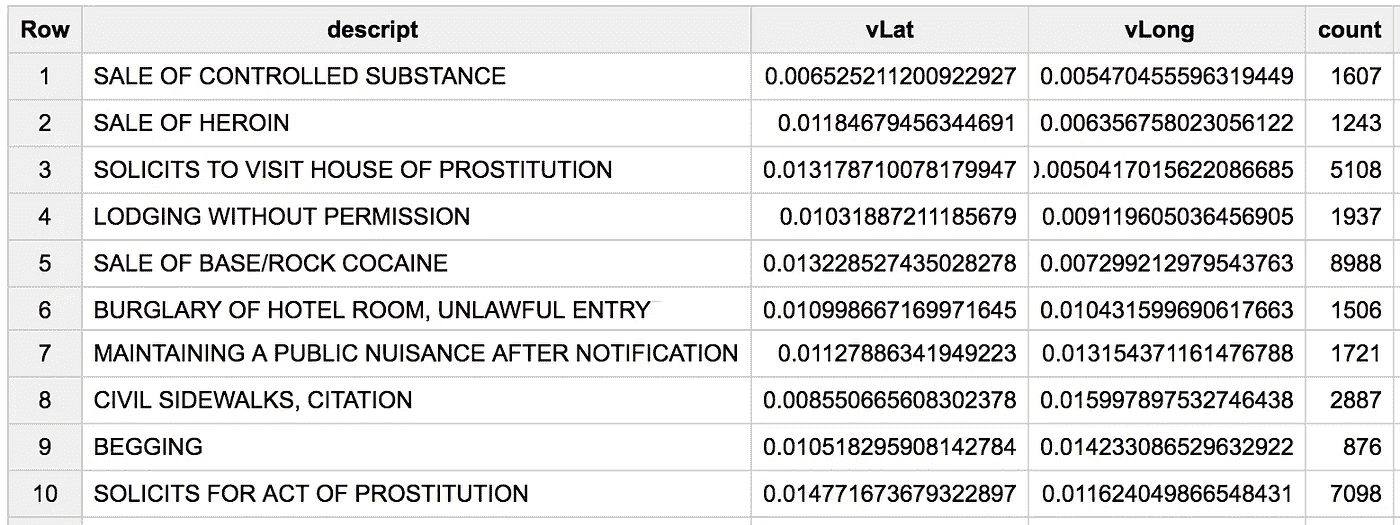 Row descript vLat vLong count
1 SALE OF CONTROLLED SUBSTANCE 0.006525211200922927 0.005470455596319449 1607
2 SALE OF HEROIN 0.01184679456344691 0.006356758023056122 1243
3 SOLICITS TO VISIT HOUSE OF PROSTITUTION 0.013178710078179947 0.0050417015622086685 5108
4 LODGING WITHOUT PERMISSION 0.01031887211185679 0.009119605036456905 1937
5 SALE OF BASE/ROCK COCAINE 0.013228527435028278 0.007299212979543763 8988
6 BURGLARY OF HOTEL ROOM, UNLAWFUL ENTRY 0.010998667169971645 0.010431599690617663 1506
7 MAINTAINING A PUBLIC NUISANCE AFTER NOTIFICATION 0.01127886341949223 0.013154371161476788 1721
8 CIVIL SIDEWALKS, CITATION 0.008550665608302378 0.015997897532746438 2887
9 BEGGING 0.010518295908142784 0.014233086529632922 876
10 SOLICITS FOR ACT OF PROSTITUTION 0.014771673679322897 0.011624049866548431 7098